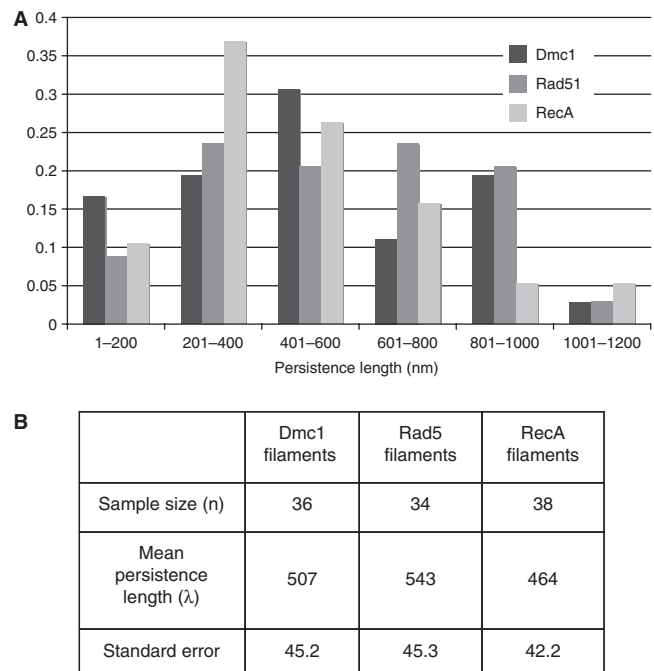 A
0.4
0.35
0.3
0.25
0.2
0.15
0.1
0.05
0
Dmc1
Rad51
RecA
1–200 201–400 401–600 601–800 801–1000 1001–1200
Persistence length (nm)
B
Dmc1 filaments
Rad5 filaments
RecA filaments
Sample size (n) 36 34 38
Mean
persistence
length (λ)
507 543 464
Standard error 45.2 45.3 42.2